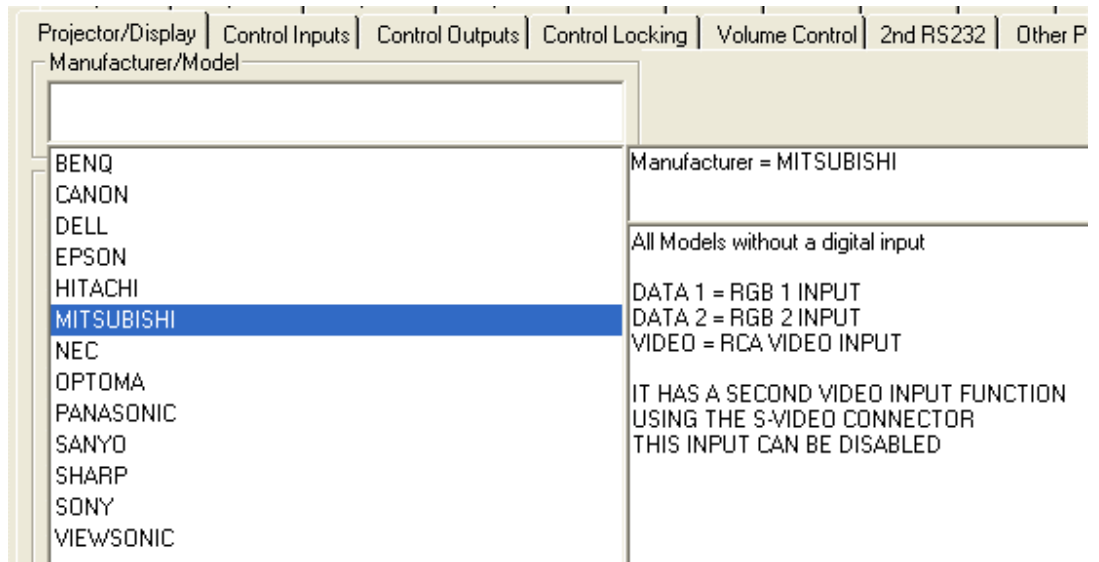 Projector/Display
Control Inputs
Control Outputs
Control Locking
Volume Control
2nd RS232
Other P
Manufacturer/Model
BENQ
CANON
DELL
EPSON
HITACHI
MITSUBISHI
NEC
OPTOMA
PANASONIC
SANYO
SHARP
SONY
VIEWSONIC
Manufacturer = MITSUBISHI
All Models without a digital input
DATA 1 = RGB 1 INPUT
DATA 2 = RGB 2 INPUT
VIDEO = RCA VIDEO INPUT
IT HAS A SECOND VIDEO INPUT FUNCTION
USING THE S-VIDEO CONNECTOR
THIS INPUT CAN BE DISABLED